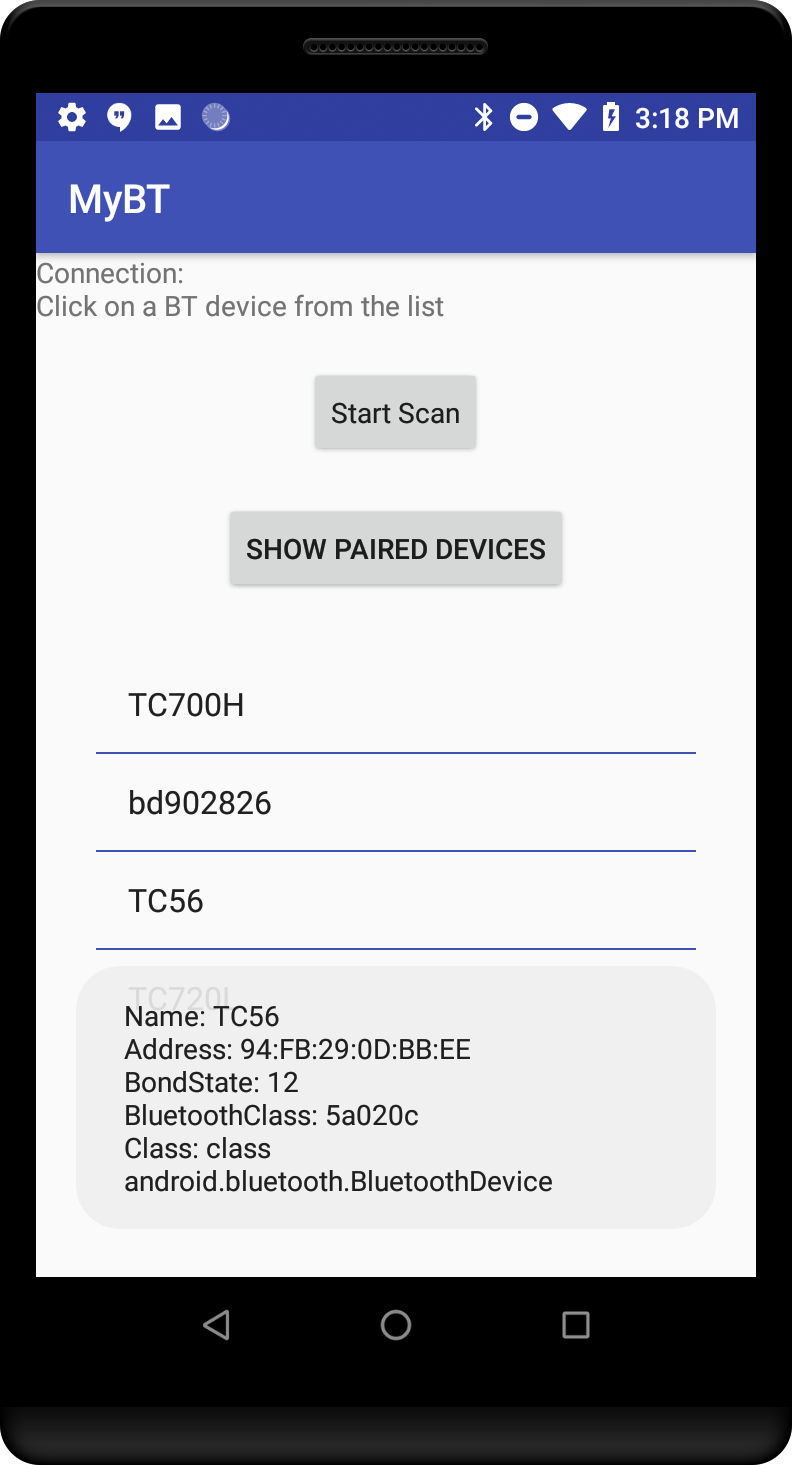 3:18 PM
MyBT
Connection:
Click on a BT device from the list
Start Scan
SHOW PAIRED DEVICES
TC700H
bd902826
TC56
Name: TC56
Address: 94:FB:29:0D:BB:EE
BondState: 12
BluetoothClass: 5a020c
Class: class
android.bluetooth.BluetoothDevice